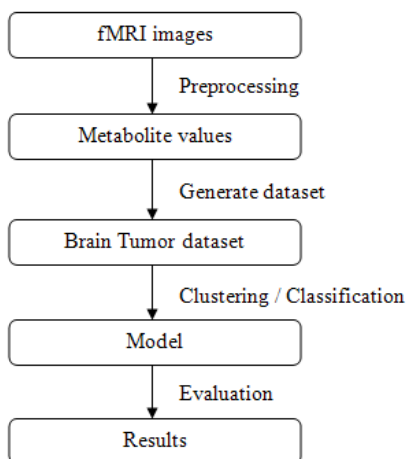 fMRI images
Preprocessing
Metabolite values
Generate dataset
Brain Tumor dataset
Clustering / Classification
Model
Evaluation
Results